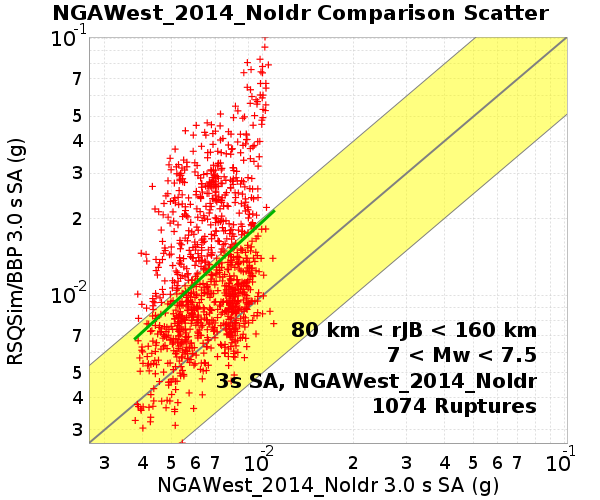 NGAWest_2014_NoIdr Comparison Scatter
10-1
7
5
4
3
2
10-2
7
5
4
3
RSQSim/BBP 3.0 s SA (g)
80 km < rJB < 160 km
7 < Mw < 7.5
3s SA, NGAWest_2014_NoIdr
1074 Ruptures
3 4 5 6 7 10-2 2 3 4 5 6 7 10-1
NGAWest_2014_NoIdr 3.0 s SA (g)